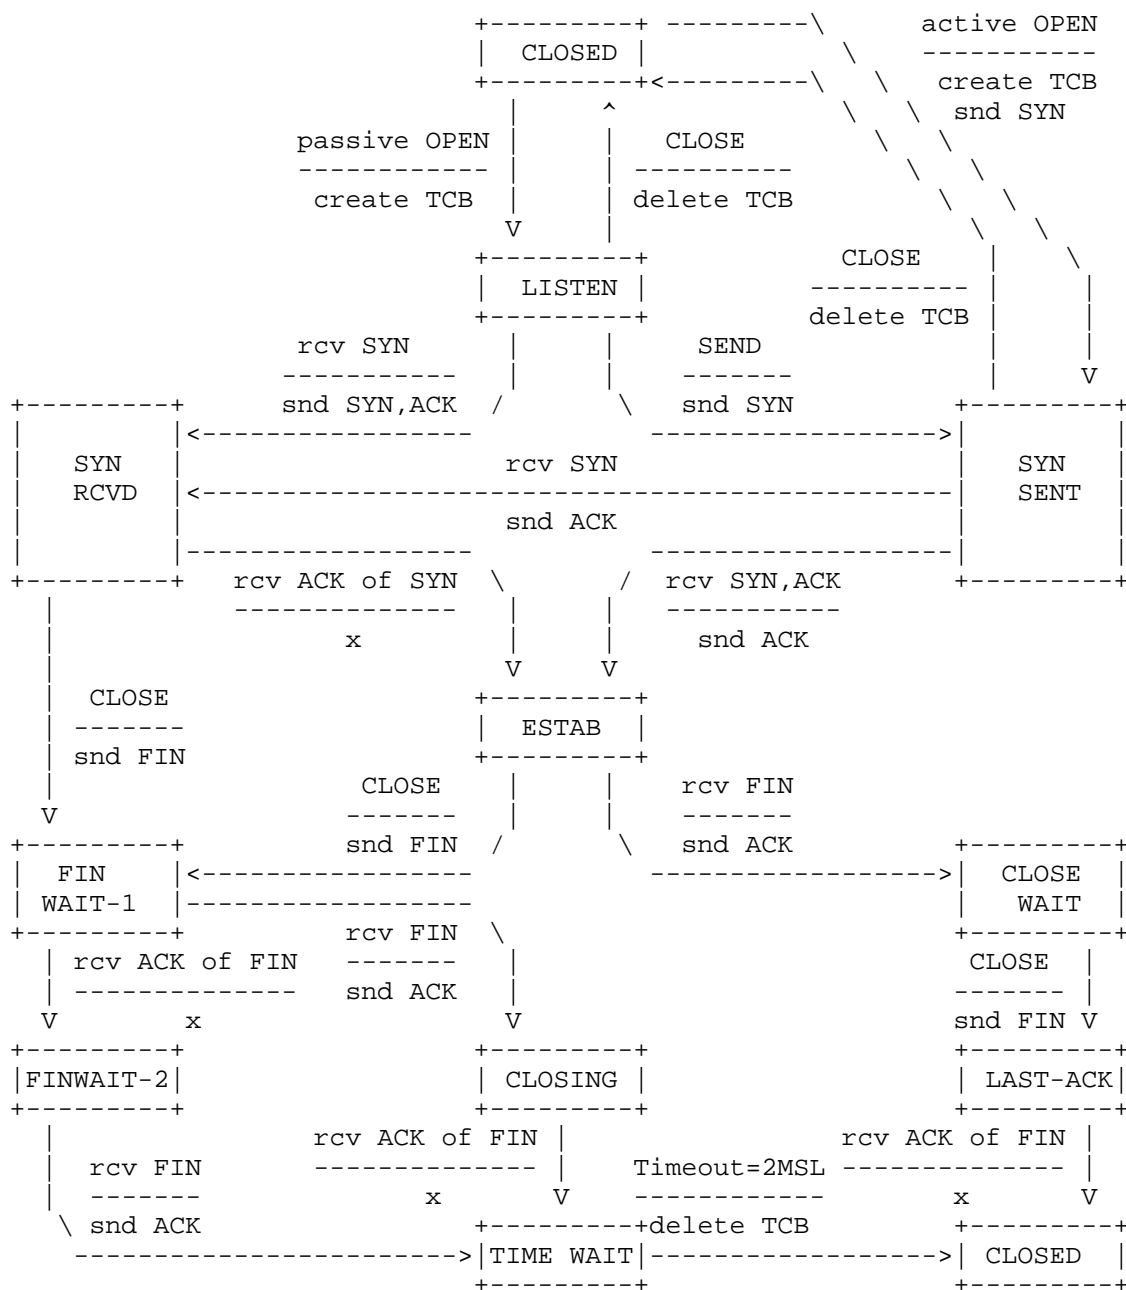 +---------+ ---------\      active OPEN
|  CLOSED |            \    -----------
+---------+<---------\   \   create TCB
|     ^              \   \  snd SYN
passive OPEN |     |   CLOSE        \   \
------------ |     | ----------       \   \
create TCB  |     | delete TCB         \   \
V     |                      \   \
+---------+            CLOSE    |    \
|  LISTEN |          ---------- |     |
+---------+          delete TCB |     |
rcv SYN      |     |     SEND              |     |
-----------   |     |    -------            |     V
+---------+      snd SYN,ACK  /       \   snd SYN          +---------+
|         |<-----------------           ------------------>|         |
|   SYN   |                    rcv SYN                     |   SYN   |
|   RCVD  |<-----------------------------------------------|   SENT  |
|         |                    snd ACK                     |         |
|         |------------------           -------------------|         |
+---------+   rcv ACK of SYN  \       /  rcv SYN,ACK       +---------+
|           --------------   |     |   -----------
|                  x         |     |     snd ACK
|                            V     V
|  CLOSE                   +---------+
| -------                  |  ESTAB  |
| snd FIN                  +---------+
|                   CLOSE    |     |    rcv FIN
V                  -------   |     |    -------
+---------+          snd FIN  /       \   snd ACK          +---------+
|  FIN    |<-----------------           ------------------>|  CLOSE  |
| WAIT-1  |------------------                              |   WAIT  |
+---------+          rcv FIN  \                            +---------+
| rcv ACK of FIN   -------   |                            CLOSE  |
| --------------   snd ACK   |                           ------- |
V        x                   V                           snd FIN V
+---------+                  +---------+                   +---------+
|FINWAIT-2|                  | CLOSING |                   | LAST-ACK|
+---------+                  +---------+                   +---------+
|                rcv ACK of FIN |                 rcv ACK of FIN |
|  rcv FIN       -------------- |    Timeout=2MSL -------------- |
|  -------              x       V    ------------        x       V
\ snd ACK                 +---------+delete TCB         +---------+
------------------------>|TIME WAIT|------------------>| CLOSED  |
+---------+                   +---------+